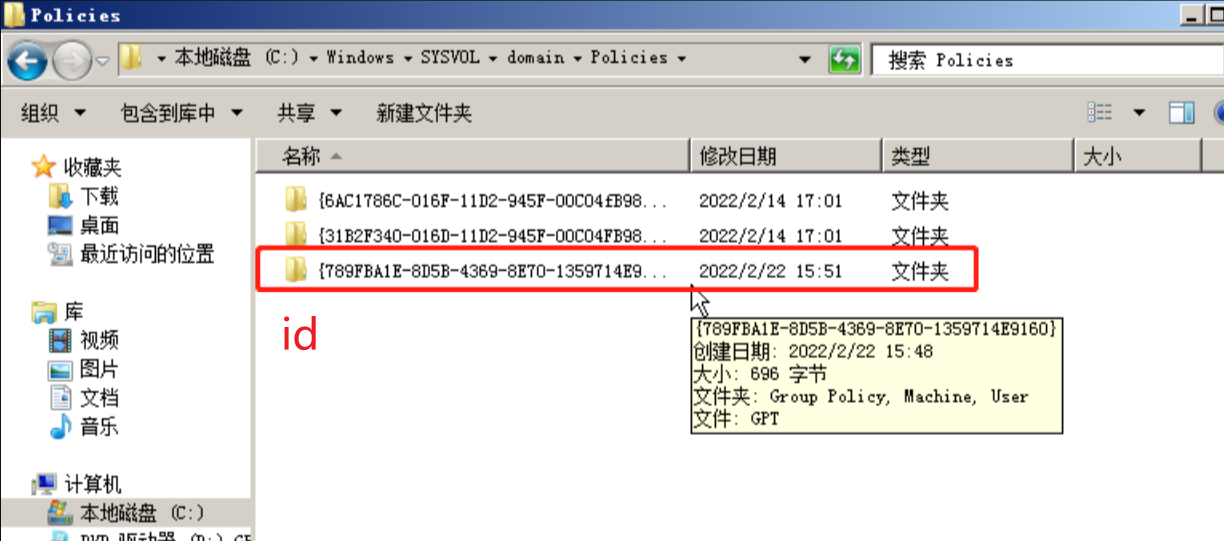 Policies
本地磁盘 (C:) Windows SYSVOL domain Policies 搜索 Policies
组织 包含到库中 共享 新建文件夹
名称 修改日期 类型 大小
{6AC1786C-016F-11D2-945F-00C04fB98... 2022/2/14 17:01 文件夹
{31B2F340-016D-11D2-945F-00C04FB98... 2022/2/14 17:01 文件夹
{789FBA1E-8D5B-4369-8E70-1359714E9... 2022/2/22 15:51 文件夹
id
{789FBA1E-8D5B-4369-8E70-1359714E9160}
创建日期: 2022/2/22 15:48
大小: 696 字节
文件夹: Group Policy, Machine, User
文件: GPT
收藏夹
下载
桌面
最近访问的位置
库
视频
图片
文档
音乐
计算机
本地磁盘 (C:)